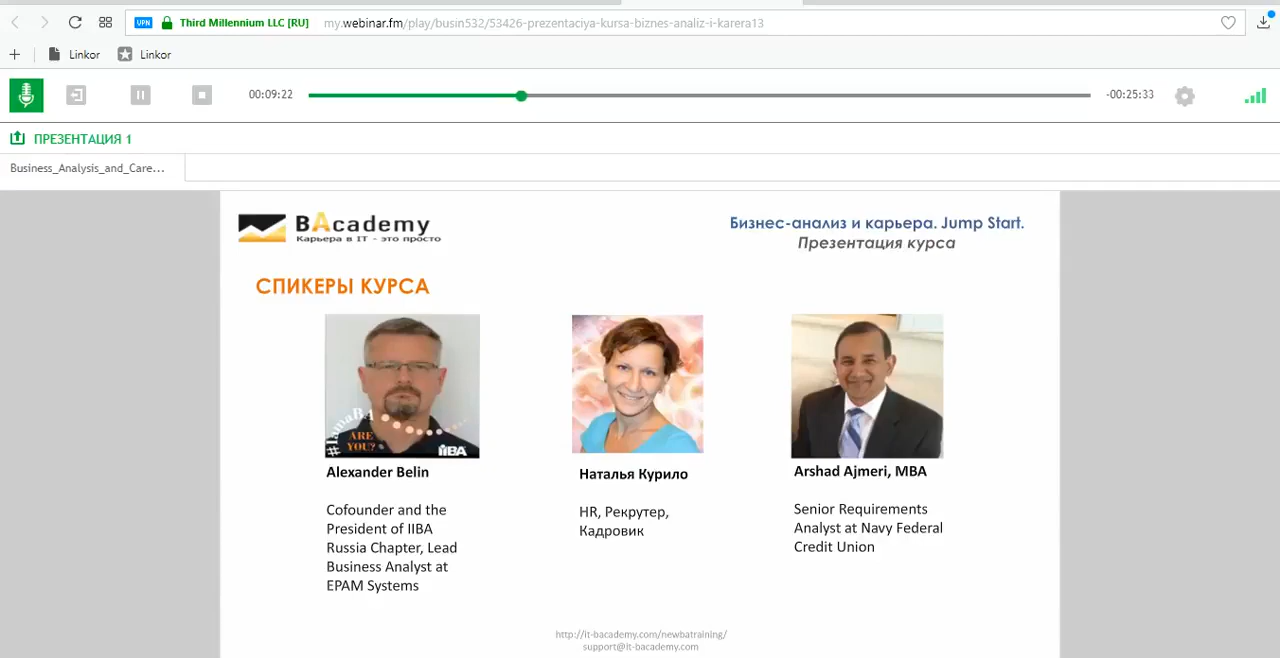 VPN Third Millennium LLC [RU] my.webinar.fm/play/busin532/53426-prezentaciya-kursa-biznes-analiz-i-karera13
Linkor Linkor
00:09:22 -00:25:33
ПРЕЗЕНТАЦИЯ 1
Business_Analysis_and_Care...
BAcademy
Карьера в IT - это просто
Бизнес-анализ и карьера. Jump Start.
Презентация курса
СПИКЕРЫ КУРСА
#IamaBA
ARE
YOU?
IIBA
Alexander Belin
Cofounder and the
President of IIBA
Russia Chapter, Lead
Business Analyst at
EPAM Systems
Наталья Курило
HR, Рекрутер,
Кадровик
Arshad Ajmeri, MBA
Senior Requirements
Analyst at Navy Federal
Credit Union
http://it-bacademy.com/newbatraining/
support@it-bacademy.com